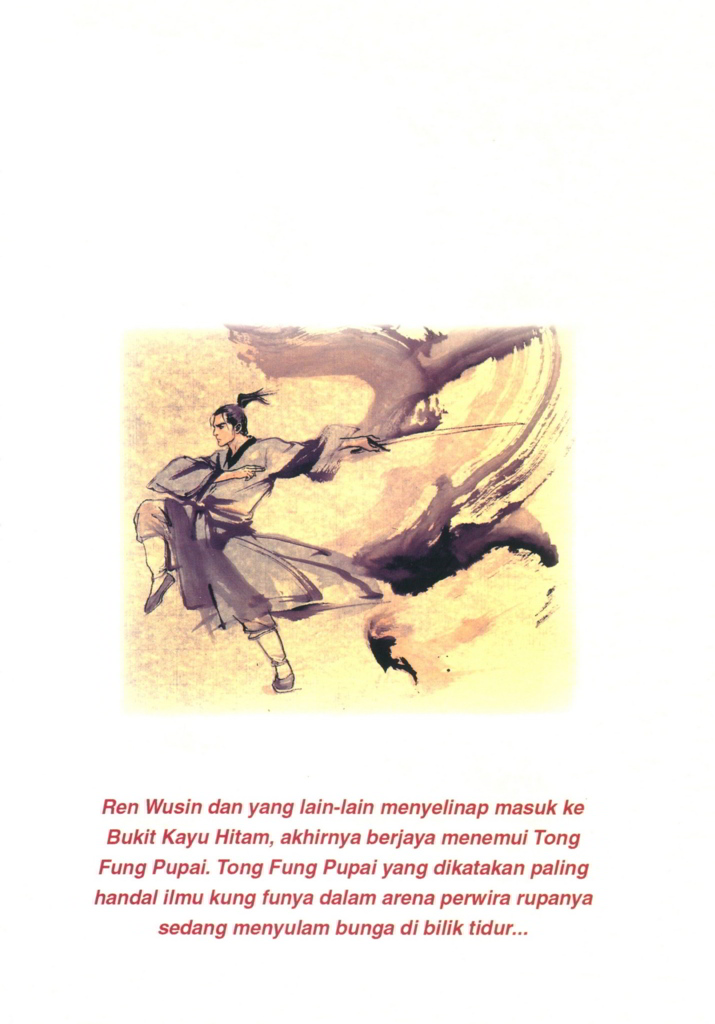 Ren Wusin dan yang lain-lain menyelinap masuk ke
Bukit Kayu Hitam, akhirnya berjaya menemui Tong
Fung Pupai. Tong Fung Pupai yang dikatakan paling
handal ilmu kung funya dalam arena perwira rupanya
sedang menyulam bunga di bilik tidur...